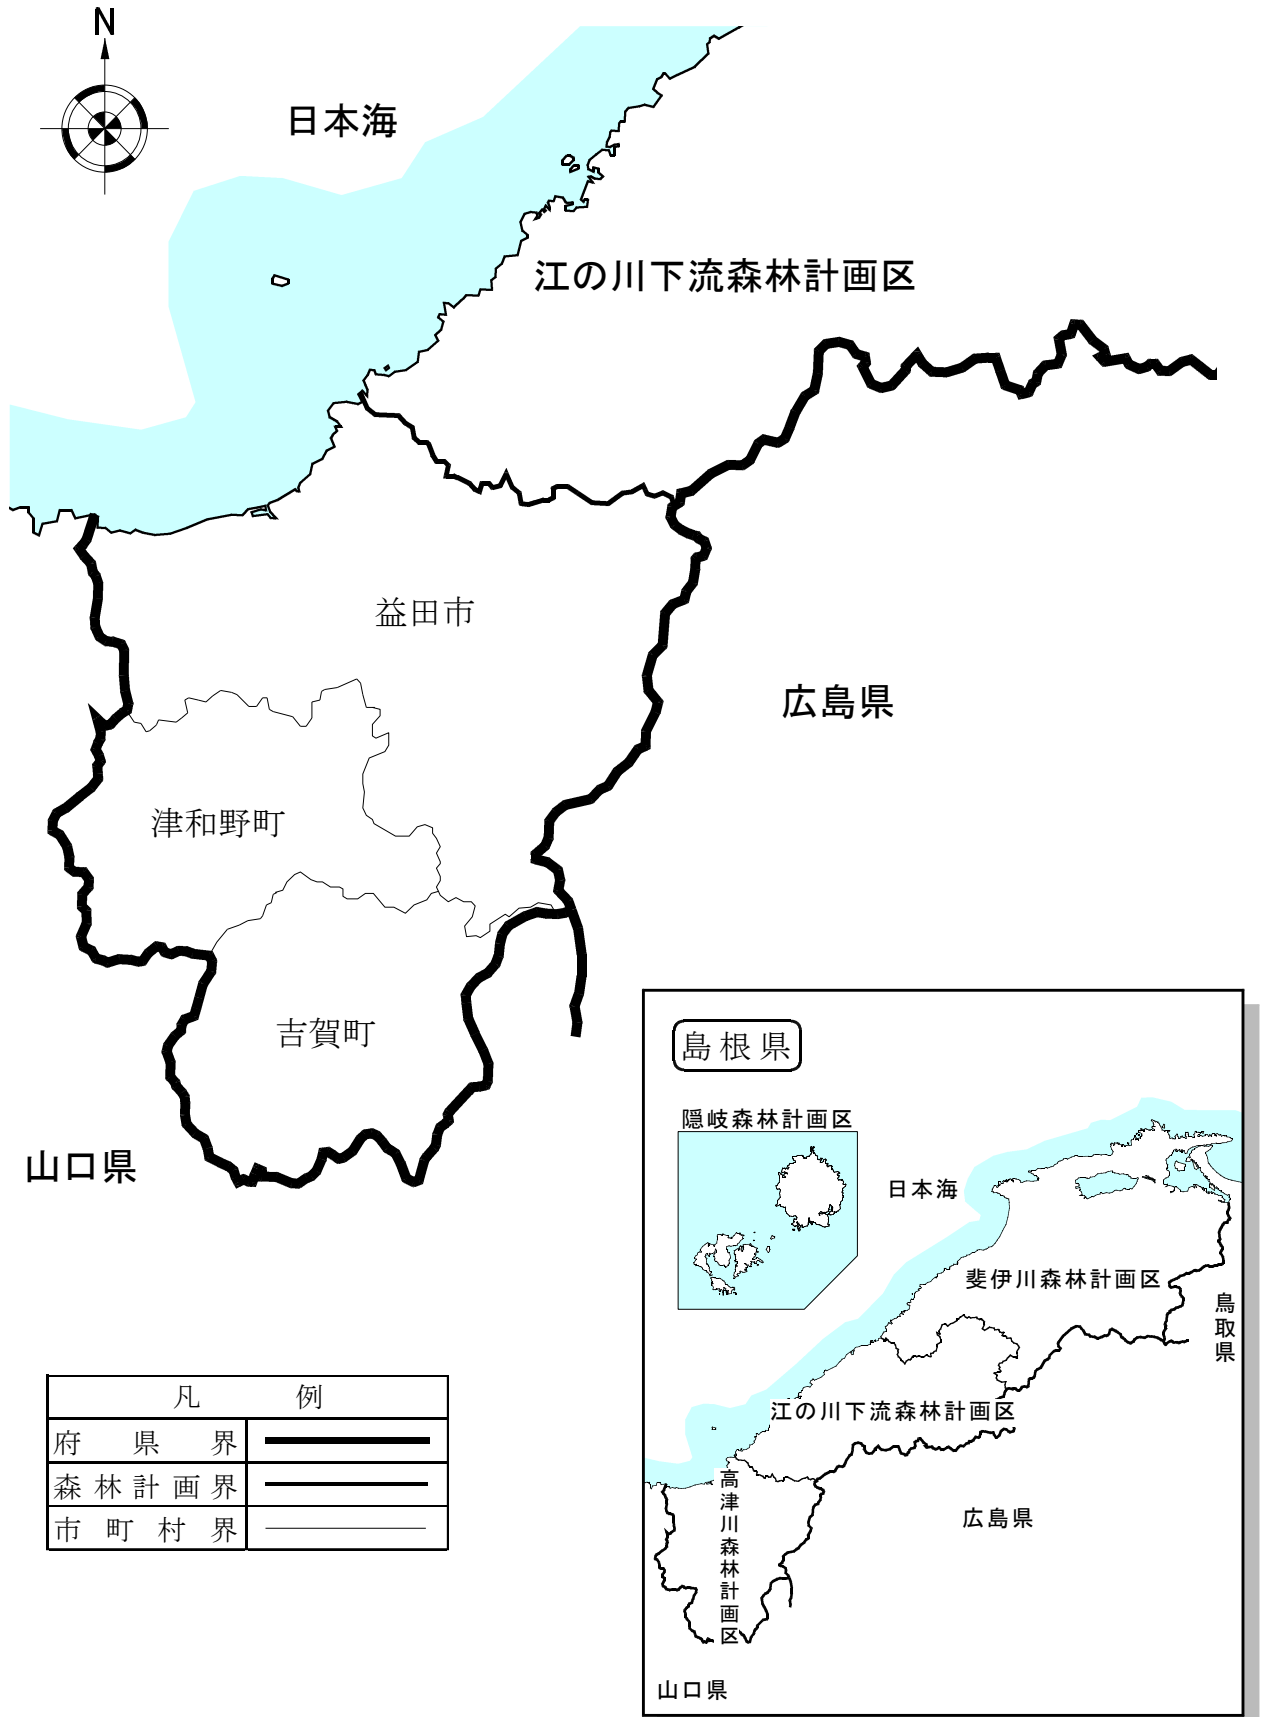 N
日本海
江の川下流森林計画区
益田市
広島県
津和野町
吉賀町
山口県
凡 例
府 県 界
森 林 計 画 界
市 町 村 界
島根県
隠岐森林計画区
日本海
斐伊川森林計画区
鳥取県
江の川下流森林計画区
高津川森林計画区
広島県
山口県